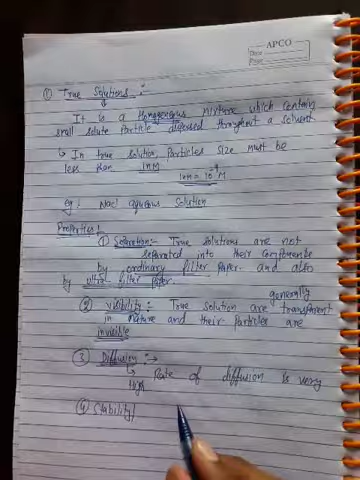 APCO
Date
Page
① True Solutions :
It is a Homogeneous Mixture which contain
small solute Particle dispersed throughout a solvent
↳ In true solution Particles size must be
less than 1nM
1nM = 10⁻⁹ M
eg: Nacl aqueous Solution
Properties:
① Separation:- True solutions are not
separated into their components
by ordinary filter Paper and also
by ultra-filter Paper.
② visibility:- True solution are generally transparent
in Nature and their Particles are
invisible
③ Diffusion :→
↳ Rate of diffusion is very
High
④ Stability